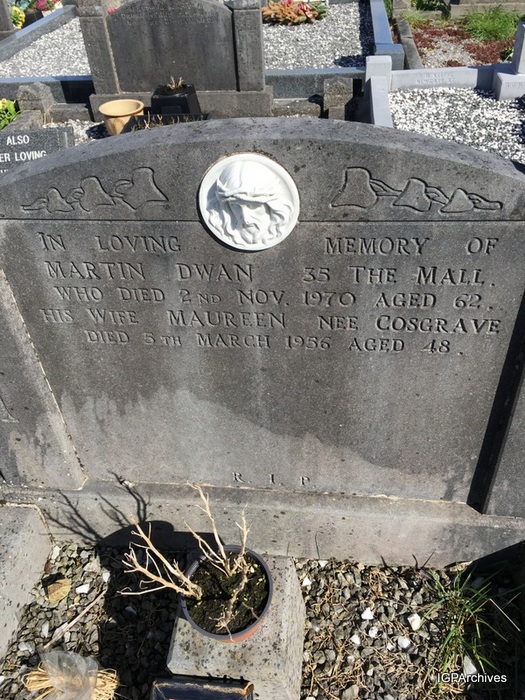 ALSO
ER LOVING
IN LOVING MEMORY OF
MARTIN DWAN 35 THE MALL.
WHO DIED 2ND NOV. 1970 AGED 62.
HIS WIFE MAUREEN NEE COSGRAVE
DIED 5TH MARCH 1956 AGED 48.
R. I. P
IGPArchives